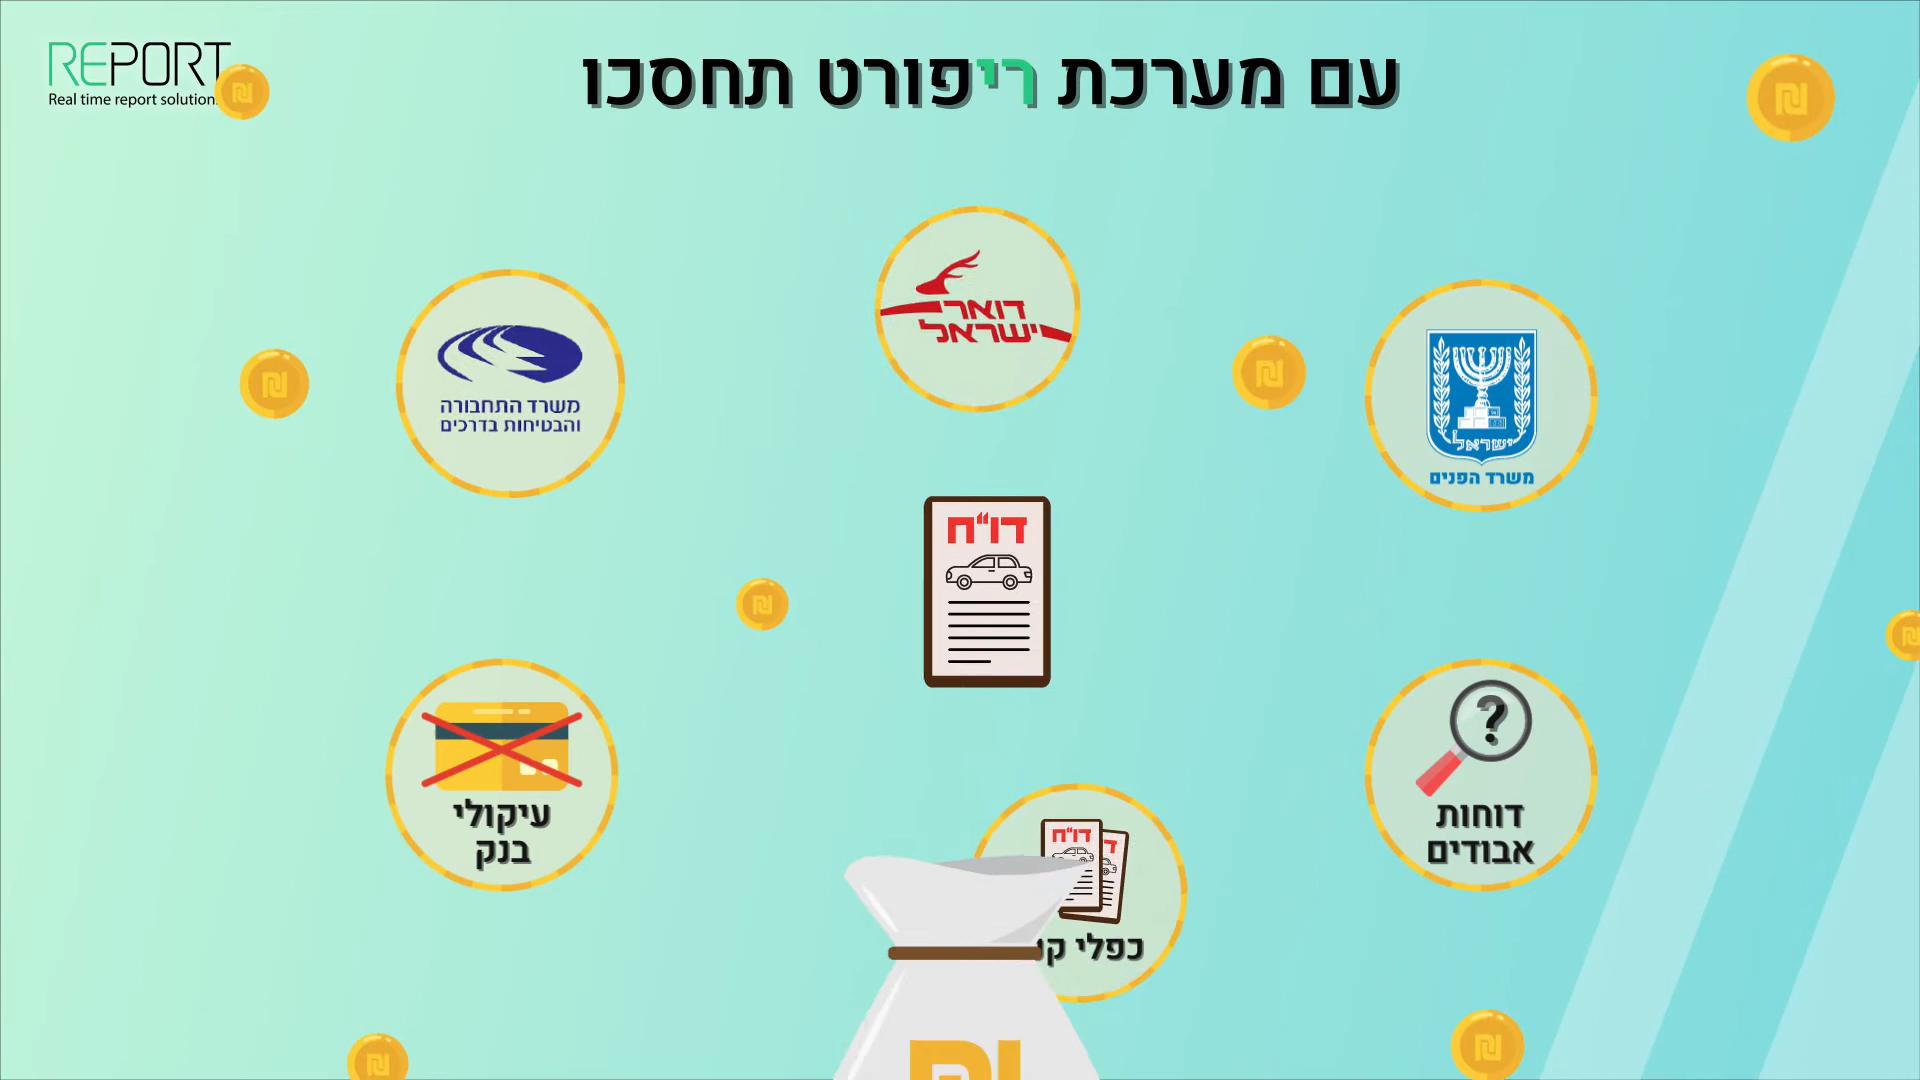 REPORT
Real time report solution
עם מערכת ריפורט תחסכו
דואר
ישראל
משרד התחבורה
והבטיחות בדרכים
ישראל
משרד הפנים
דו"ח
עיקולי
בנק
דוחות
אבודים
דו"ח
כפלי